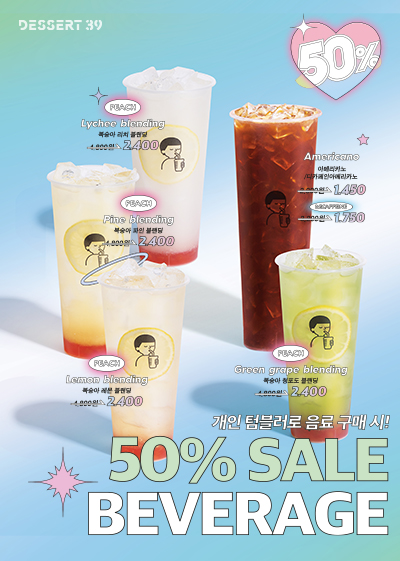 DESSERT 39
50%
PEACH
Lychee blending
복숭아 리치 블렌딩
4,800원 2,400
Americano
아메리카노
/디카페인아메리카노
1,450
DECAFFEINE
1,750
PEACH
Pine blending
복숭아 파인 블렌딩
4,800원 2,400
PEACH
Lemon blending
복숭아 레몬 블렌딩
4,800원 2,400
PEACH
Green grape blending
복숭아 청포도 블렌딩
4,800원 2,400
개인 텀블러로 음료 구매 시!
50% SALE
BEVERAGE